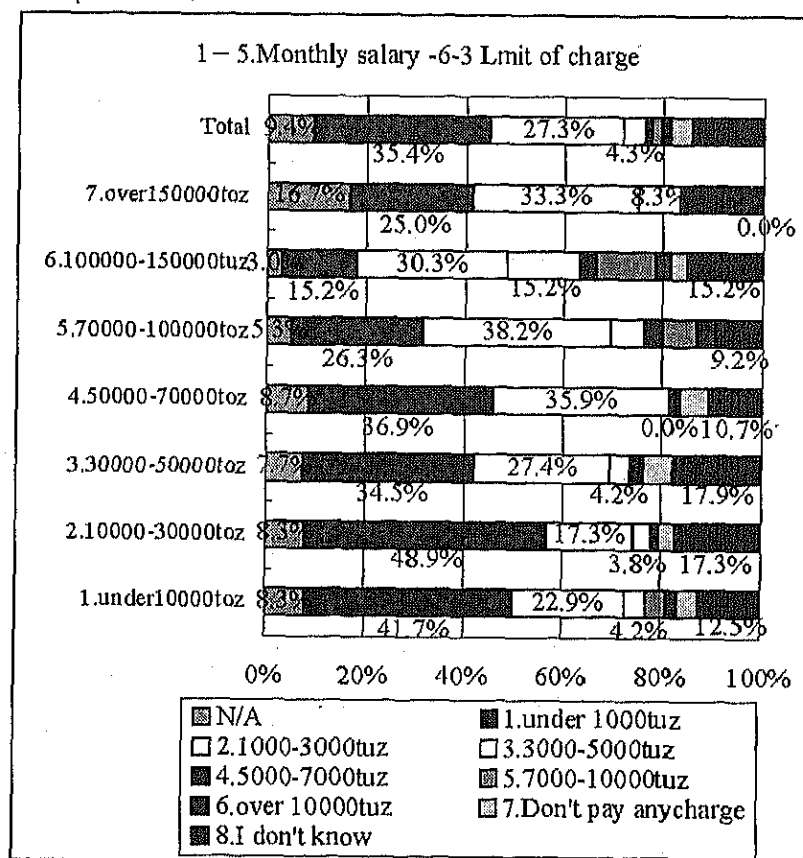 1-5.Monthly salary -6-3 Lmit of charge
Total 9.4% 27.3%
35.4% 4.3%
7.over150000toz 16.7% 33.3% 8.3%
25.0% 0.0%
6.100000-150000tuz 3.0% 30.3%
15.2% 15.2% 15.2%
5.70000-100000toz 5.3% 38.2%
26.3% 9.2%
4.50000-70000toz 8.7% 35.9%
36.9% 0.0% 10.7%
3.30000-50000toz 7.7% 27.4%
34.5% 4.2% 17.9%
2.10000-30000toz 8.3% 17.3%
48.9% 3.8% 17.3%
1.under10000toz 8.3% 22.9%
41.7% 4.2% 12.5%
0% 20% 40% 60% 80% 100%
N/A 1.under 1000tuz
2.1000-3000tuz 3.3000-5000tuz
4.5000-7000tuz 5.7000-10000tuz
6.over 10000tuz 7.Don't pay anycharge
8.I don't know